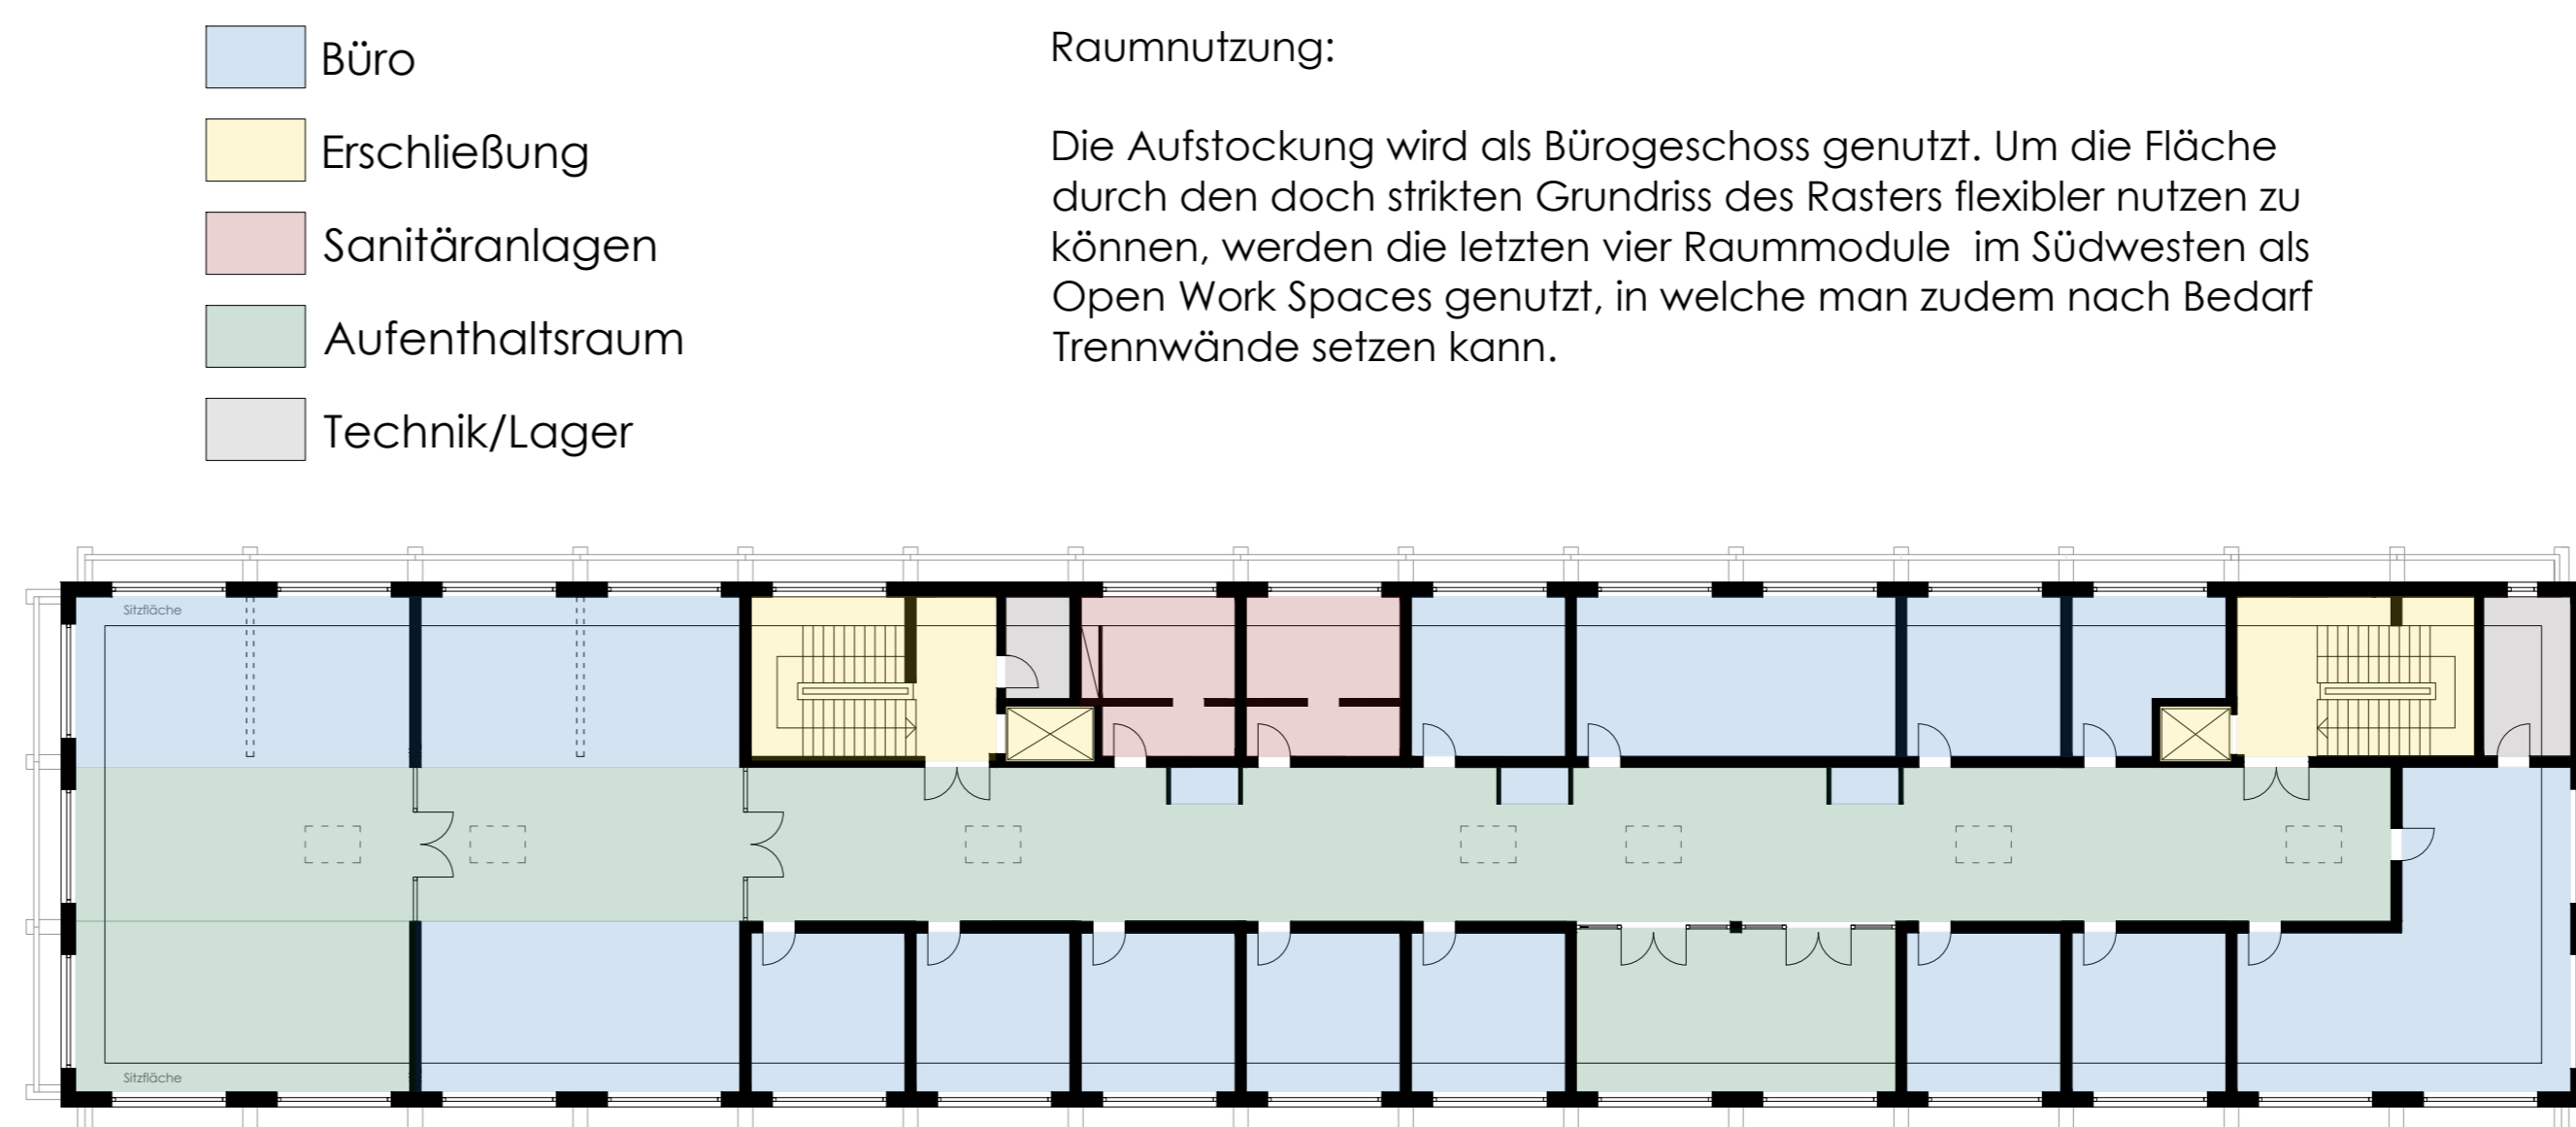 Büro
Erschließung
Sanitäranlagen
Aufenthaltsraum
Technik/Lager
Raumnutzung:
Die Aufstockung wird als Bürogeschoss genutzt. Um die Fläche
durch den doch strikten Grundriss des Rasters flexibler nutzen zu
können, werden die letzten vier Raummodule  im Südwesten als
Open Work Spaces genutzt, in welche man zudem nach Bedarf
Trennwände setzen kann.
Sitzfläche
Sitzfläche